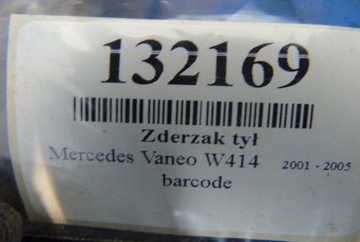 132169
Zderzak tył
Mercedes Vaneo W414 2001 - 2005
barcode